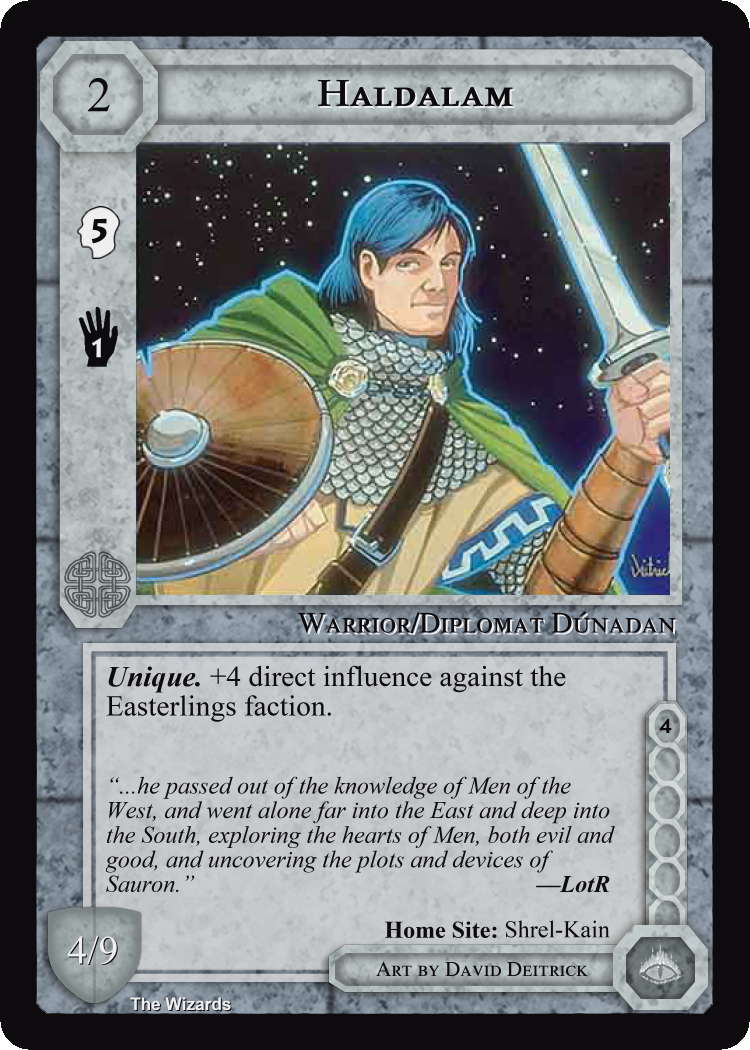 2
HALDALAM
5
1
Deitric
WARRIOR/DIPLOMAT DÚNADAN
Unique. +4 direct influence against the
Easterlings faction.
4
“...he passed out of the knowledge of Men of the
West, and went alone far into the East and deep into
the South, exploring the hearts of Men, both evil and
good, and uncovering the plots and devices of
Sauron.” —LotR
Home Site: Shrel-Kain
4/9
ART BY DAVID DEITRICK
The Wizards